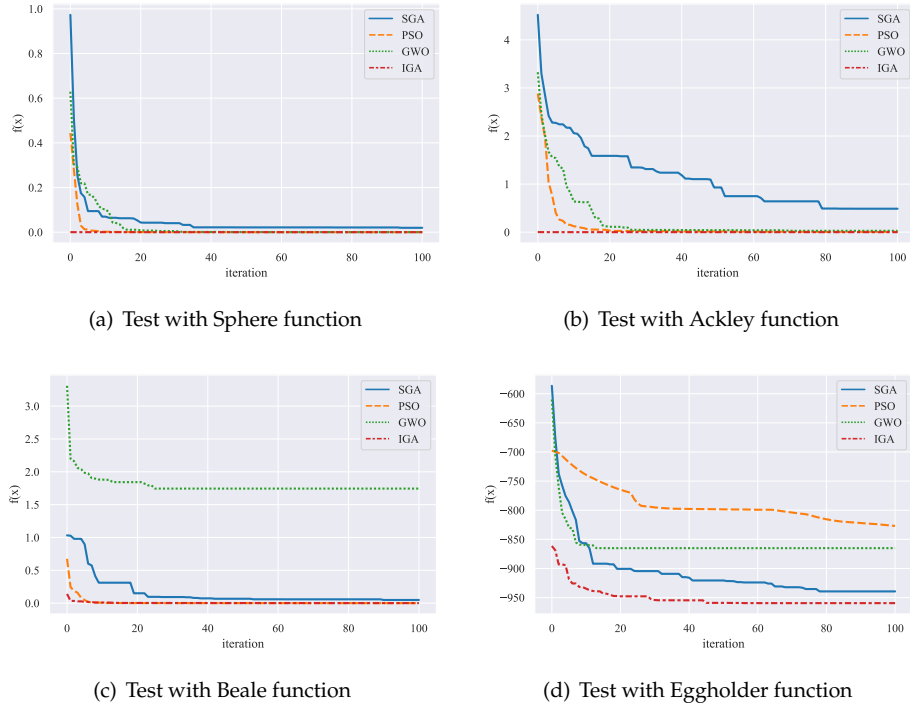 1.0
0.8
0.6
0.4
0.2
0.0
f(x)
0 20 40 60 80 100
iteration
SGA
PSO
GWO
IGA
(a) Test with Sphere function
4
3
2
1
0
f(x)
0 20 40 60 80 100
iteration
SGA
PSO
GWO
IGA
(b) Test with Ackley function
3.0
2.5
2.0
1.5
1.0
0.5
0.0
f(x)
0 20 40 60 80 100
iteration
SGA
PSO
GWO
IGA
(c) Test with Beale function
−600
−650
−700
−750
−800
−850
−900
−950
f(x)
0 20 40 60 80 100
iteration
SGA
PSO
GWO
IGA
(d) Test with Eggholder function